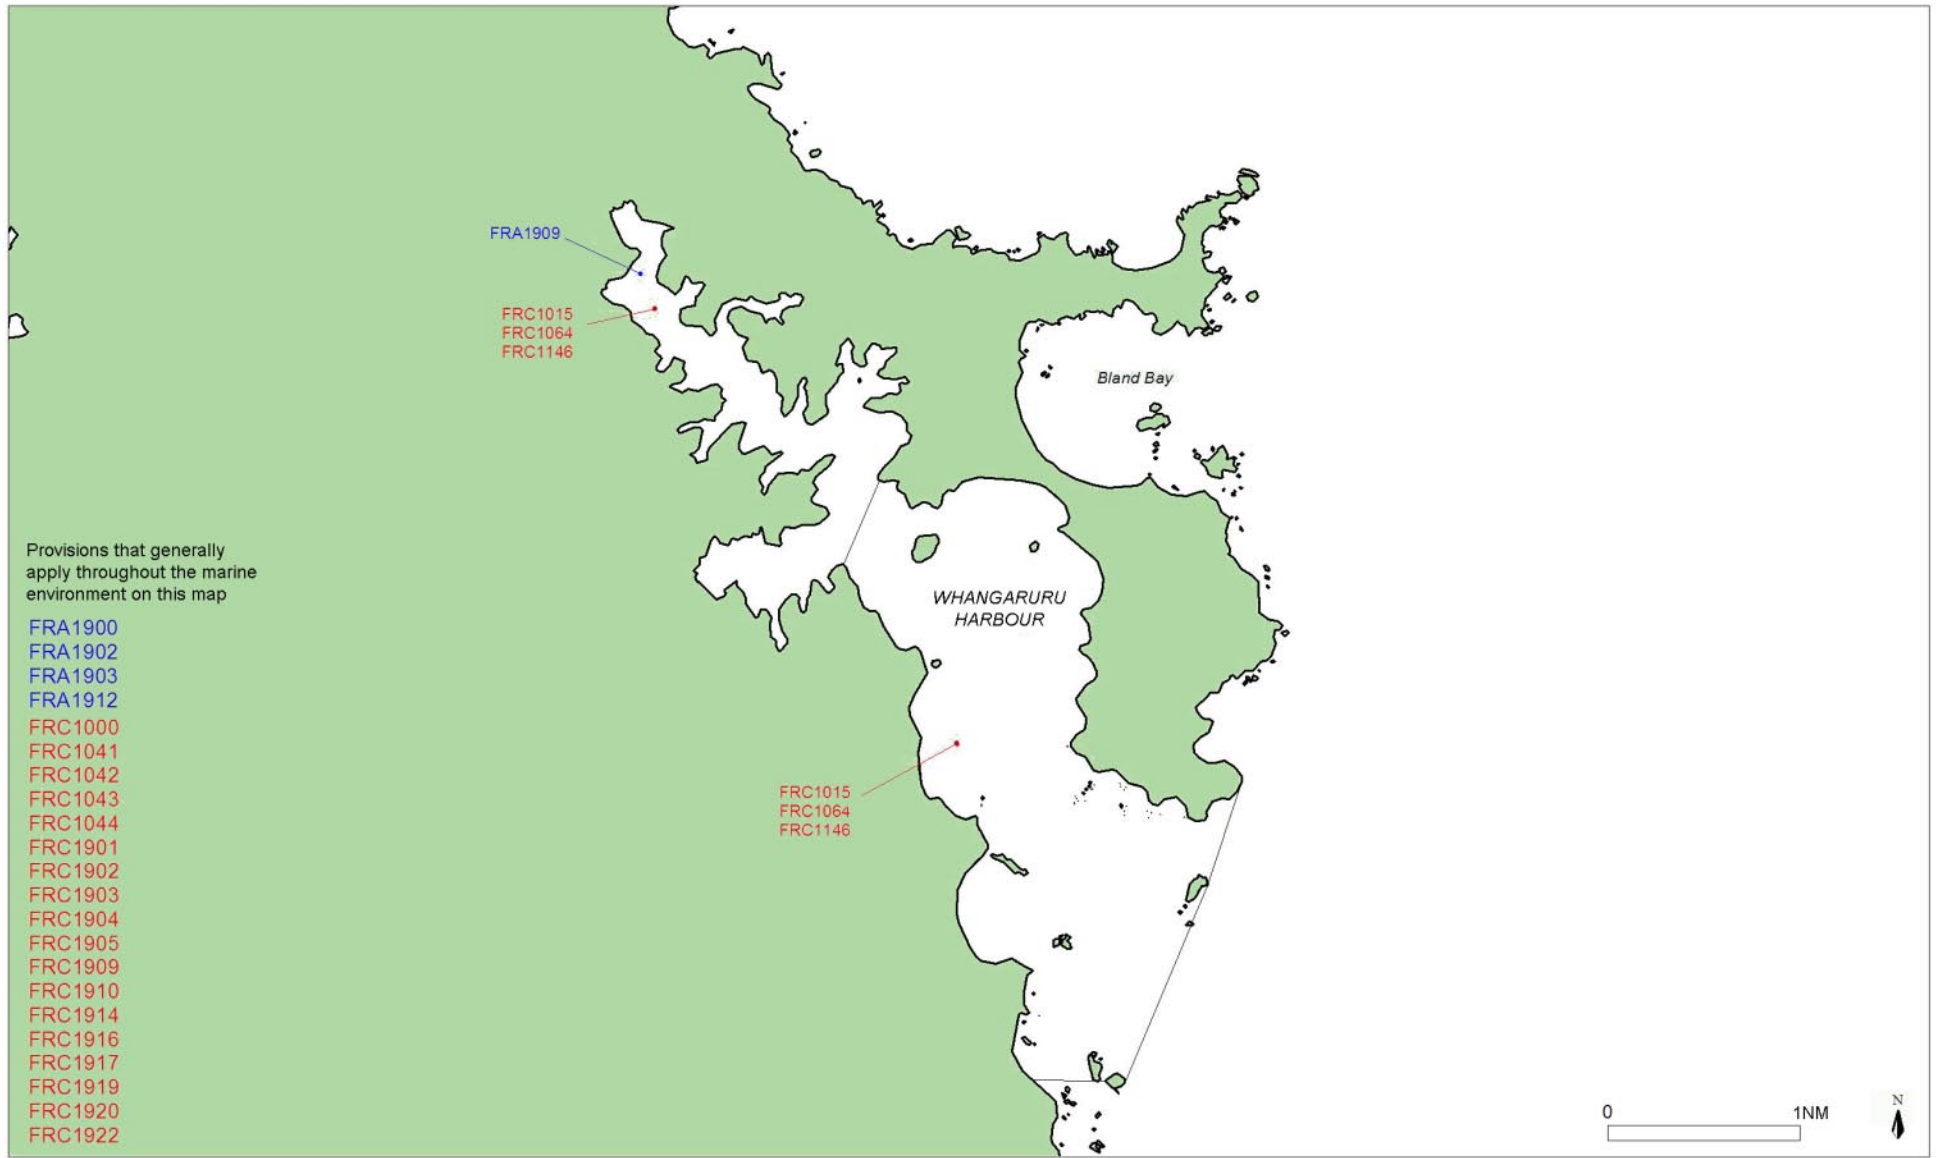 FRA1909
FRC1015
FRC1064
FRC1146
Bland Bay
Provisions that generally
apply throughout the marine
environment on this map
FRA1900
FRA1902
FRA1903
FRA1912
FRC1000
FRC1041
FRC1042
FRC1043
FRC1044
FRC1901
FRC1902
FRC1903
FRC1904
FRC1905
FRC1909
FRC1910
FRC1914
FRC1916
FRC1917
FRC1919
FRC1920
FRC1922
WHANGARURU
HARBOUR
FRC1015
FRC1064
FRC1146
0 1NM
N